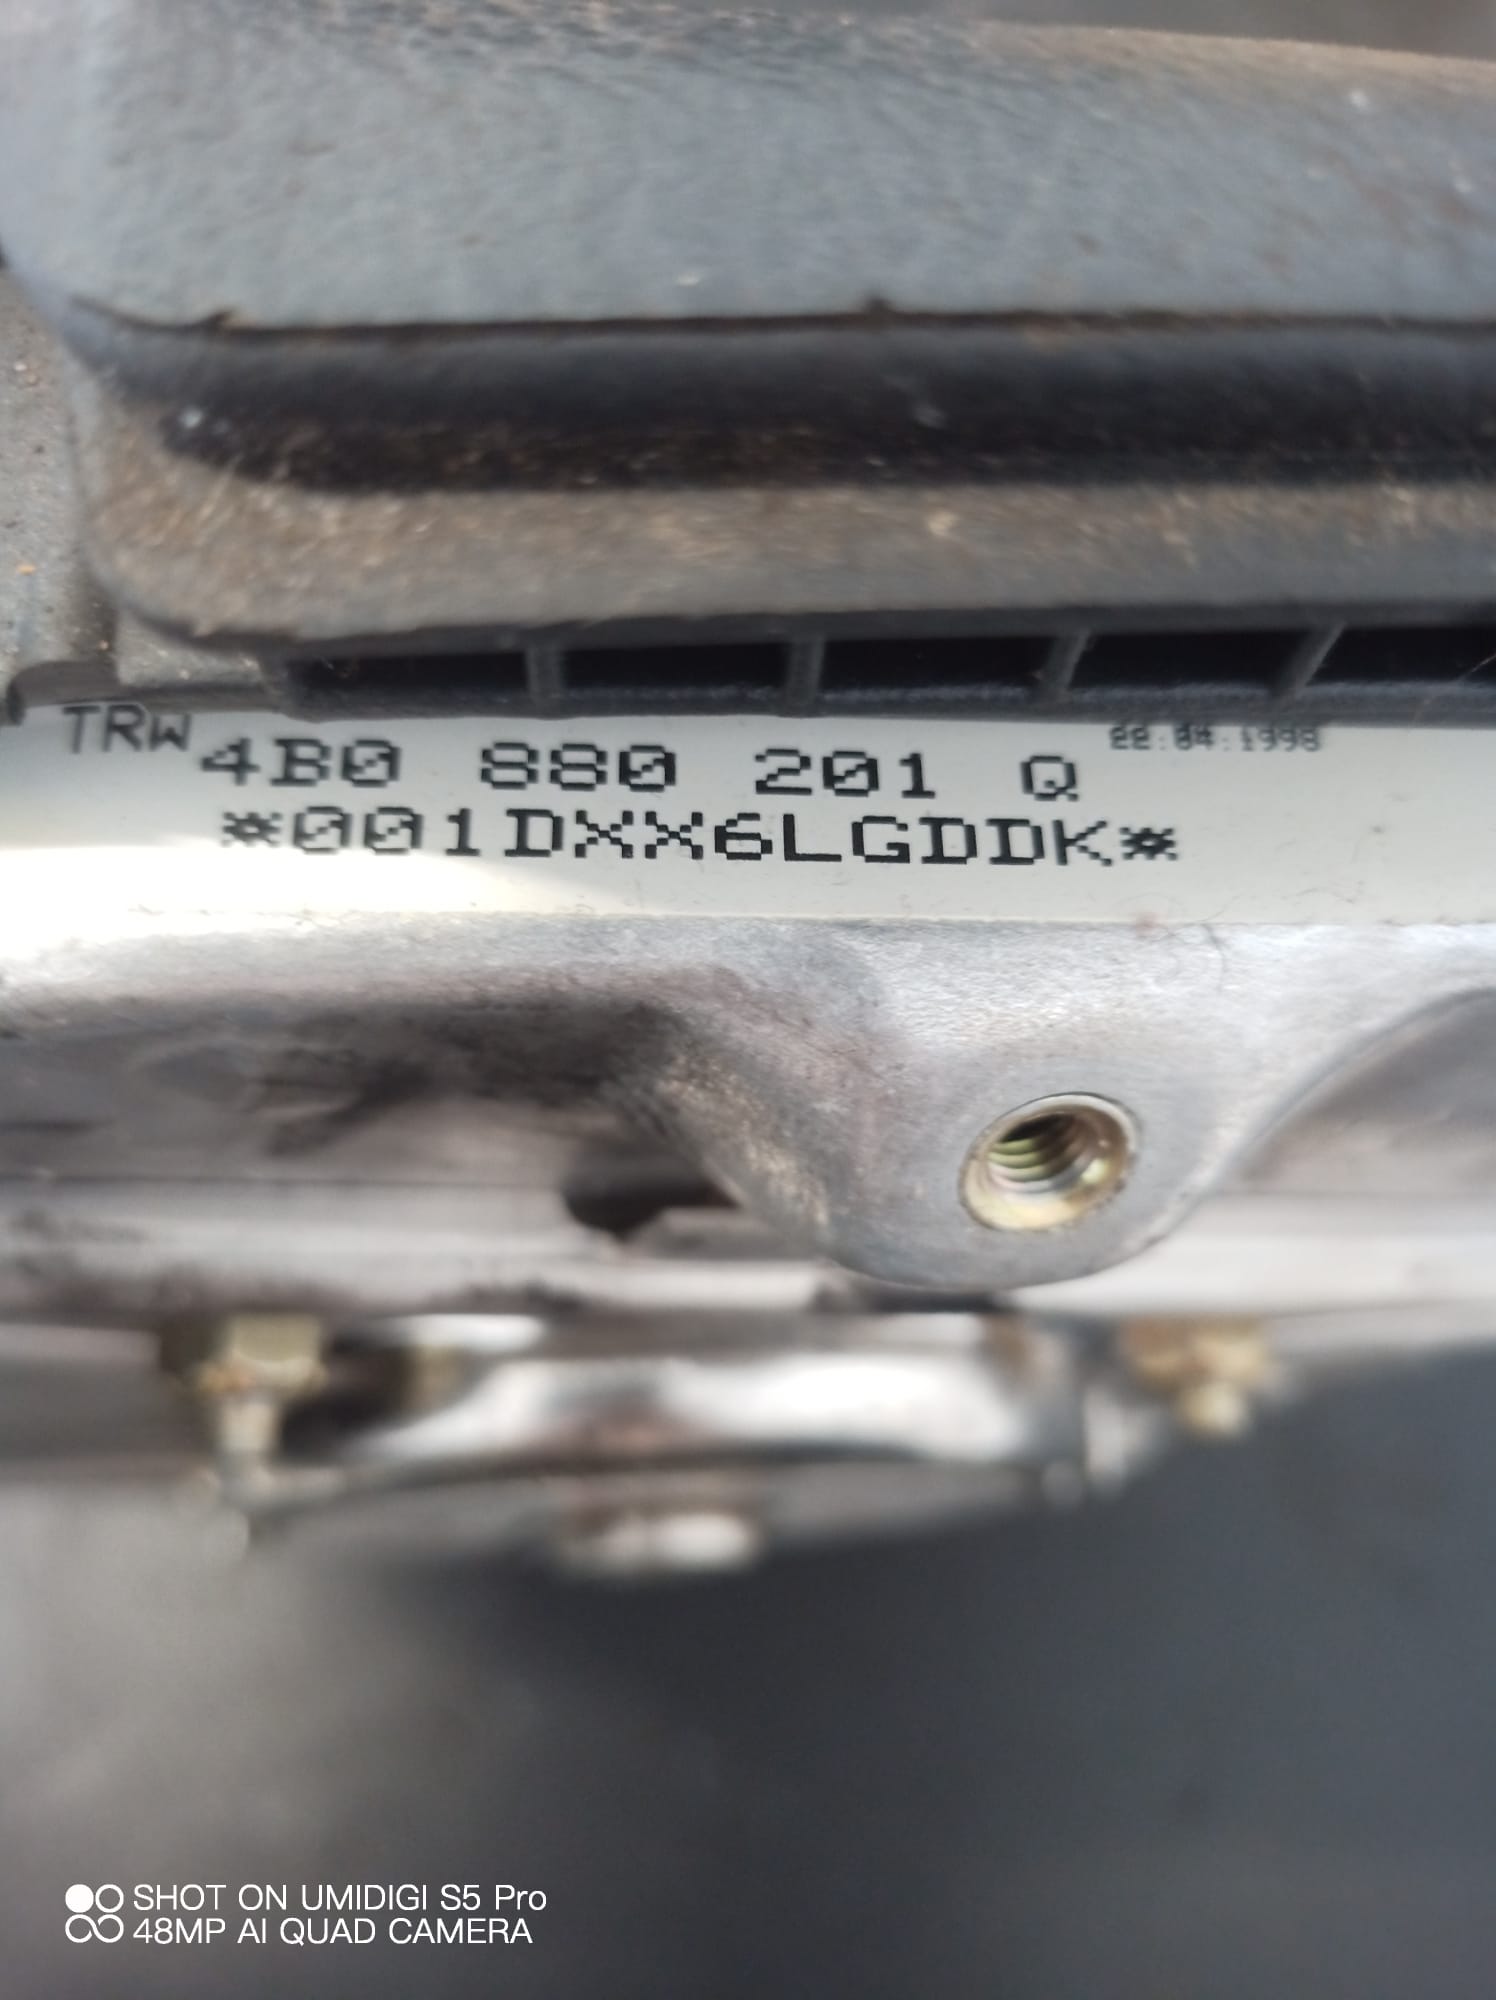 TRW 4B0 880 201 Q 22.04.1998
*001DXX6LGDDK*
SHOT ON UMIDIGI S5 Pro
48MP AI QUAD CAMERA